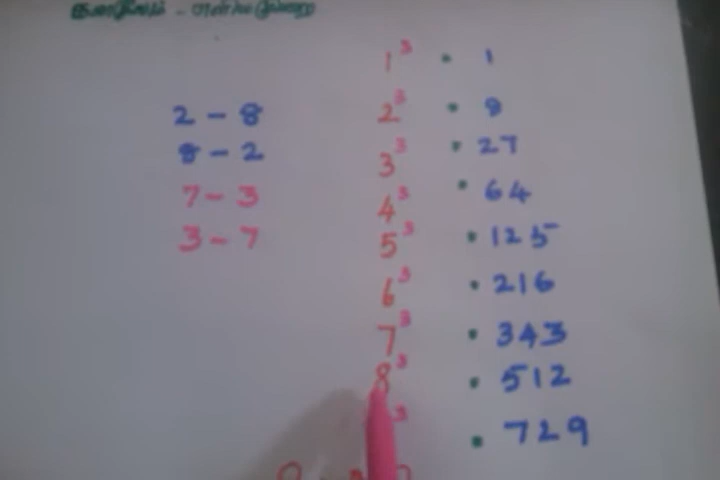 1³ · 1
2 - 8 2³ · 8
8 - 2 3³ · 27
7 - 3 4³ · 64
3 - 7 5³ · 125
6³ · 216
7³ · 343
8³ · 512
³ · 729